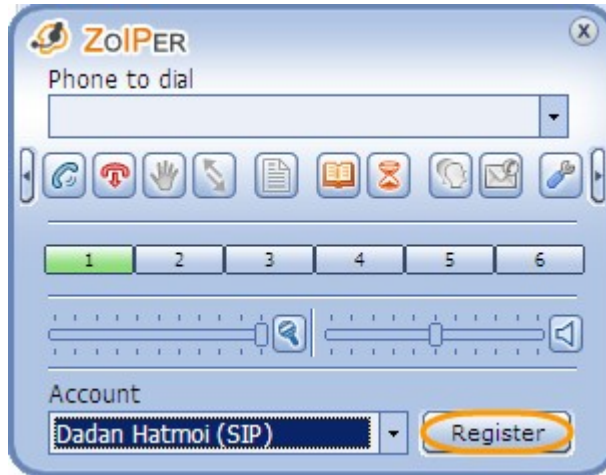 ZOIPER
Phone to dial
1 2 3 4 5 6
Account
Dadan Hatmoi (SIP) Register